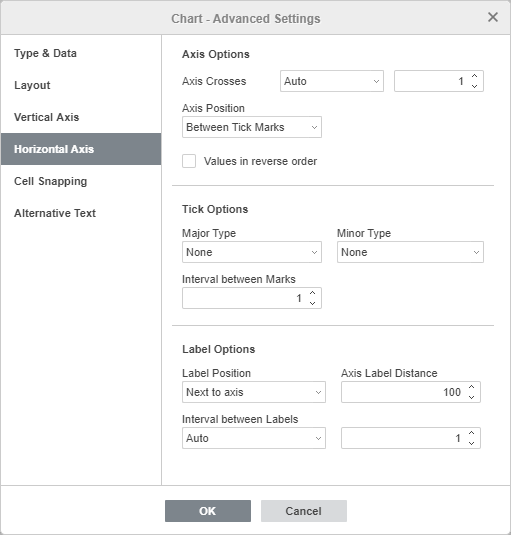 Chart - Advanced Settings
Type & Data
Layout
Vertical Axis
Horizontal Axis
Cell Snapping
Alternative Text
Axis Options
Axis Crosses Auto 1
Axis Position
Between Tick Marks
Values in reverse order
Tick Options
Major Type Minor Type
None None
Interval between Marks
1
Label Options
Label Position Axis Label Distance
Next to axis 100
Interval between Labels
Auto 1
OK Cancel